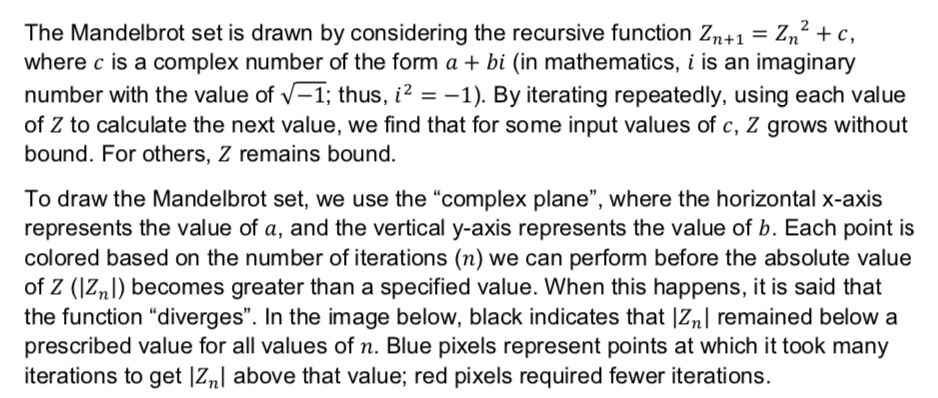 The Mandelbrot set is drawn by considering the recursive function Zₙ₊₁ = Zₙ² + c,
where c is a complex number of the form a + bi (in mathematics, i is an imaginary
number with the value of √−1; thus, i² = −1). By iterating repeatedly, using each value
of Z to calculate the next value, we find that for some input values of c, Z grows without
bound. For others, Z remains bound.
To draw the Mandelbrot set, we use the “complex plane”, where the horizontal x-axis
represents the value of a, and the vertical y-axis represents the value of b. Each point is
colored based on the number of iterations (n) we can perform before the absolute value
of Z (|Zₙ|) becomes greater than a specified value. When this happens, it is said that
the function “diverges”. In the image below, black indicates that |Zₙ| remained below a
prescribed value for all values of n. Blue pixels represent points at which it took many
iterations to get |Zₙ| above that value; red pixels required fewer iterations.